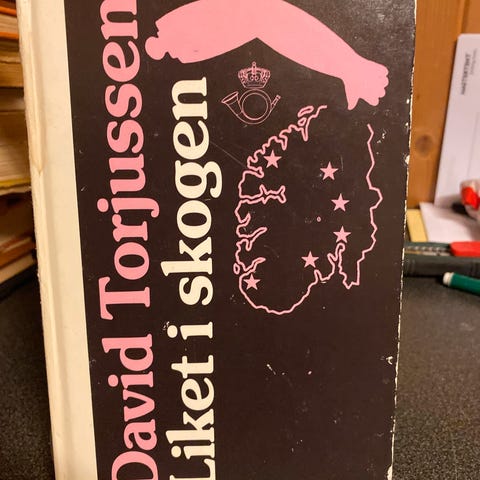 David Torjussen
Liket i skogen